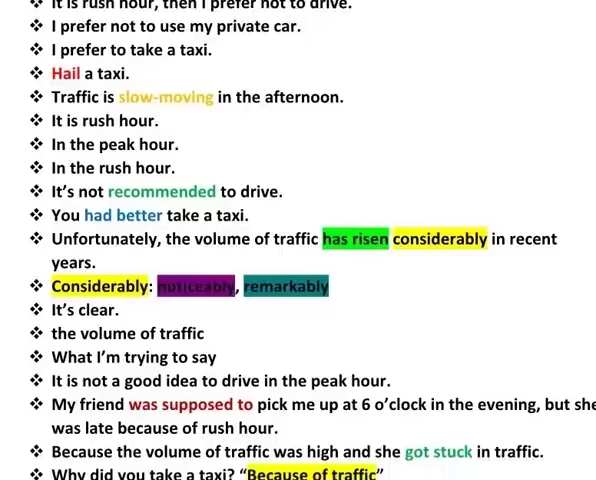 ❖ It is rush hour, then I prefer not to drive.
❖ I prefer not to use my private car.
❖ I prefer to take a taxi.
❖ Hail a taxi.
❖ Traffic is slow-moving in the afternoon.
❖ It is rush hour.
❖ In the peak hour.
❖ In the rush hour.
❖ It’s not recommended to drive.
❖ You had better take a taxi.
❖ Unfortunately, the volume of traffic has risen considerably in recent
years.
❖ Considerably: noticeably, remarkably
❖ It’s clear.
❖ the volume of traffic
❖ What I’m trying to say
❖ It is not a good idea to drive in the peak hour.
❖ My friend was supposed to pick me up at 6 o’clock in the evening, but she
was late because of rush hour.
❖ Because the volume of traffic was high and she got stuck in traffic.
❖ Why did you take a taxi? “Because of traffic”